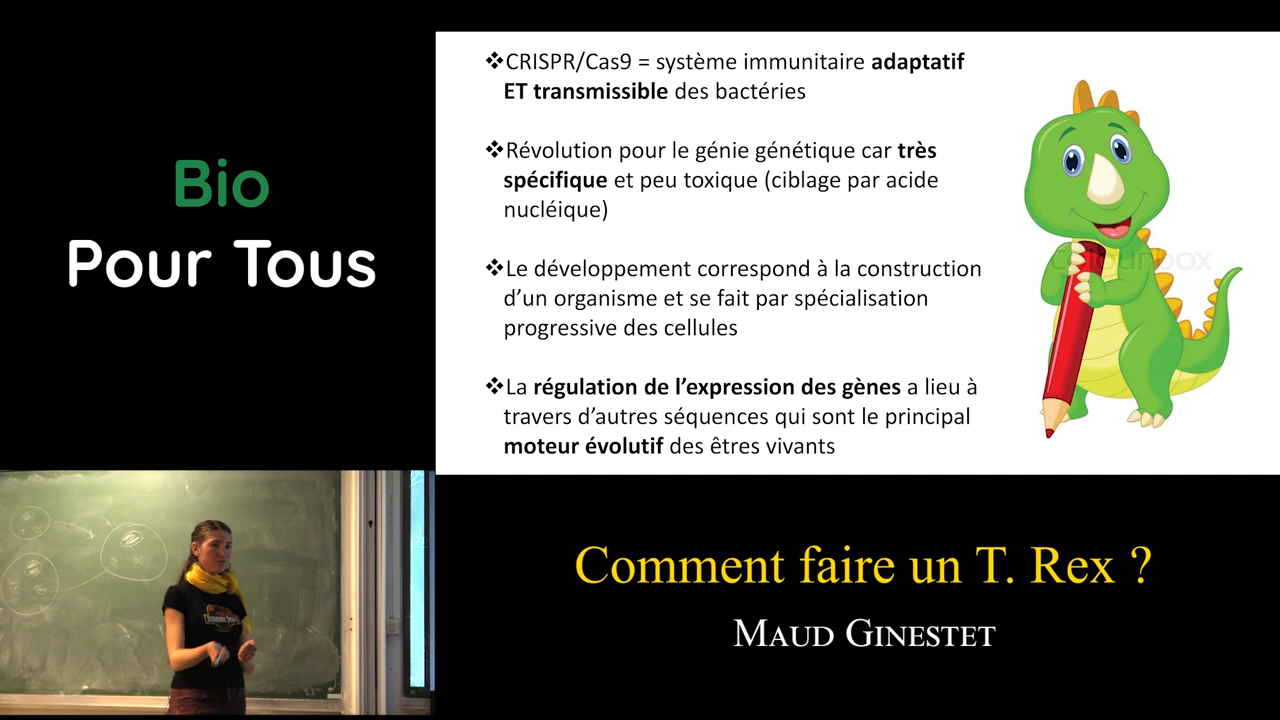 Bio
Pour Tous
❖CRISPR/Cas9 = système immunitaire adaptatif
ET transmissible des bactéries
❖Révolution pour le génie génétique car très
spécifique et peu toxique (ciblage par acide
nucléique)
❖Le développement correspond à la construction
d'un organisme et se fait par spécialisation
progressive des cellules
❖La régulation de l'expression des gènes a lieu à
travers d'autres séquences qui sont le principal
moteur évolutif des êtres vivants
Comment faire un T. Rex ?
Maud Ginestet